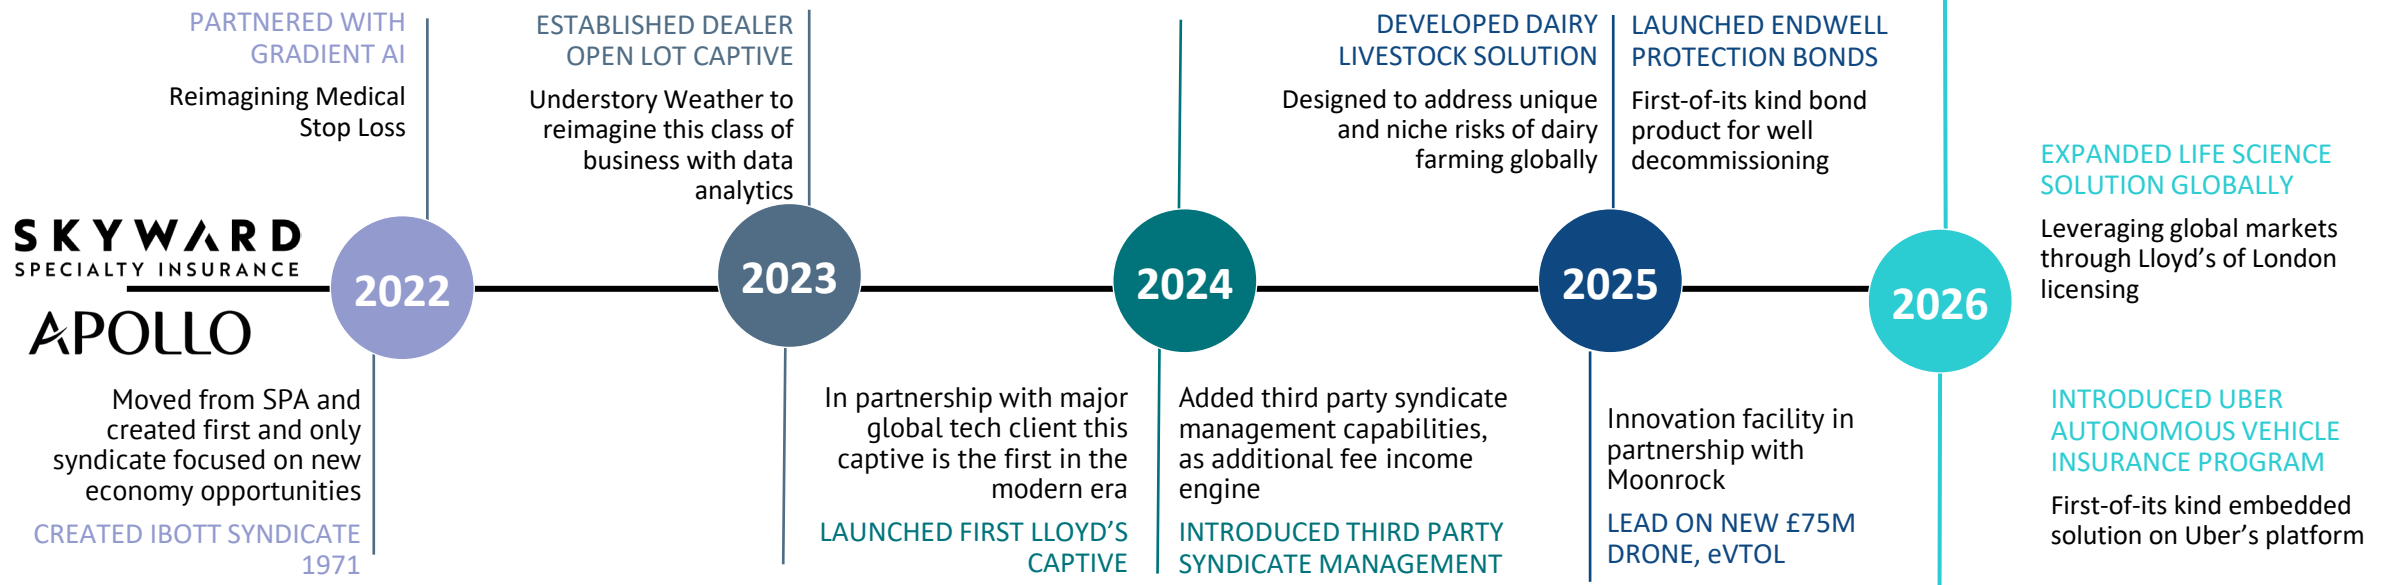 PARTNERED WITH
GRADIENT AI
Reimagining Medical
Stop Loss
ESTABLISHED DEALER
OPEN LOT CAPTIVE
Understory Weather to
reimagine this class of
business with data
analytics
DEVELOPED DAIRY
LIVESTOCK SOLUTION
Designed to address unique
and niche risks of dairy
farming globally
LAUNCHED ENDWELL
PROTECTION BONDS
First-of-its kind bond
product for well
decommissioning
EXPANDED LIFE SCIENCE
SOLUTION GLOBALLY
Leveraging global markets
through Lloyd’s of London
licensing
SKYWARD
SPECIALTY INSURANCE
APOLLO
2022
2023
2024
2025
2026
Moved from SPA and
created first and only
syndicate focused on new
economy opportunities
CREATED IBOTT SYNDICATE
1971
In partnership with major
global tech client this
captive is the first in the
modern era
LAUNCHED FIRST LLOYD’S
CAPTIVE
Added third party syndicate
management capabilities,
as additional fee income
engine
INTRODUCED THIRD PARTY
SYNDICATE MANAGEMENT
Innovation facility in
partnership with
Moonrock
LEAD ON NEW £75M
DRONE, eVTOL
INTRODUCED UBER
AUTONOMOUS VEHICLE
INSURANCE PROGRAM
First-of-its kind embedded
solution on Uber’s platform